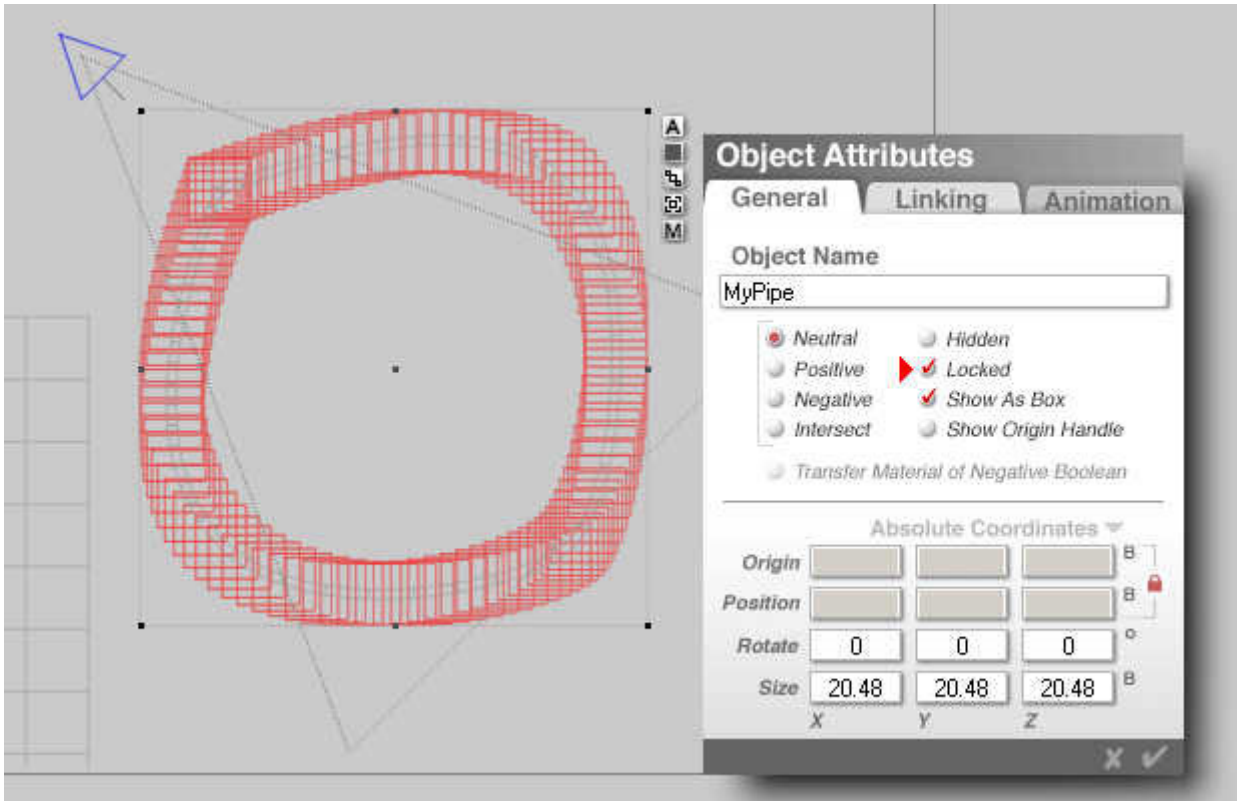 A
M
Object Attributes
General Linking Animation
Object Name
MyPipe
Neutral Hidden
Positive Locked
Negative Show As Box
Intersect Show Origin Handle
Transfer Material of Negative Boolean
Absolute Coordinates
Origin B
Position B
Rotate 0 0 0 °
Size 20.48 20.48 20.48 B
X Y Z